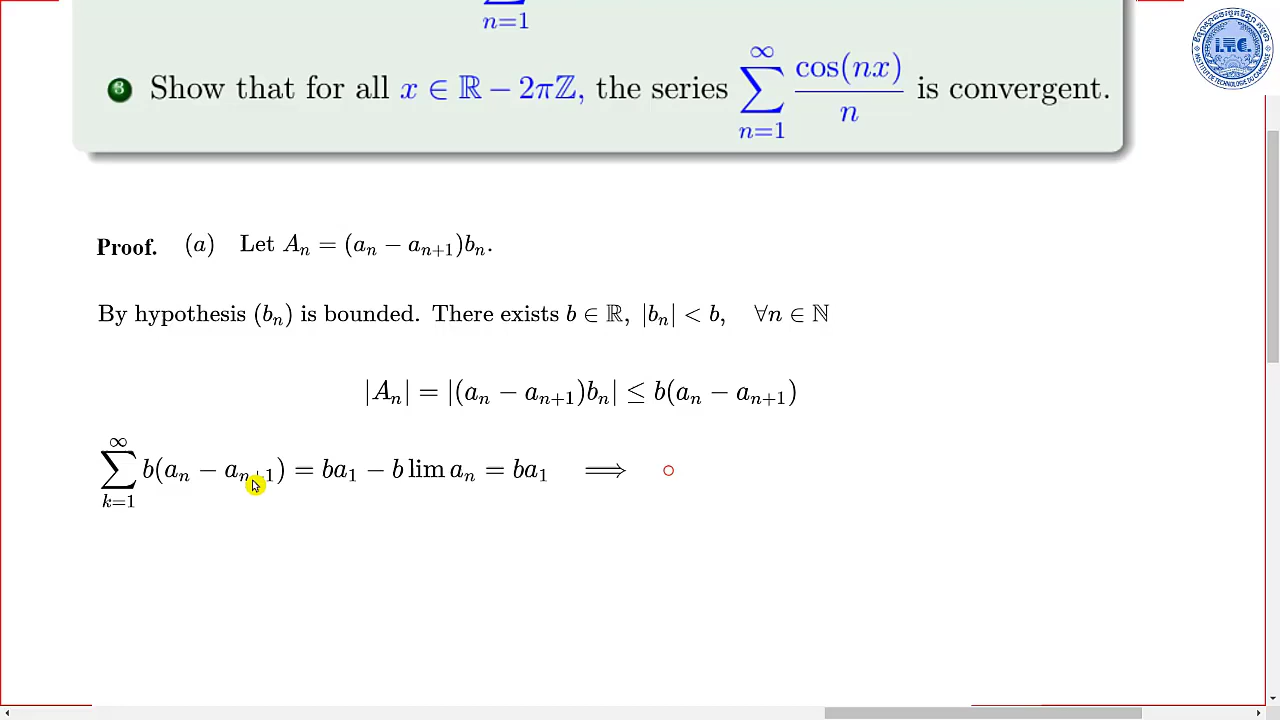 ∑ n=1
3 Show that for all x ∈ ℝ − 2πℤ, the series ∑_{n=1}^{∞} cos(nx)/n is convergent.
I.T.C.
Proof. (a) Let A_n = (a_n − a_{n+1})b_n.
By hypothesis (b_n) is bounded. There exists b ∈ ℝ, |b_n| < b, ∀n ∈ ℕ
|A_n| = |(a_n − a_{n+1})b_n| ≤ b(a_n − a_{n+1})
∑_{k=1}^{∞} b(a_n − a_{n+1}) = ba_1 − b lim a_n = ba_1 ⟹